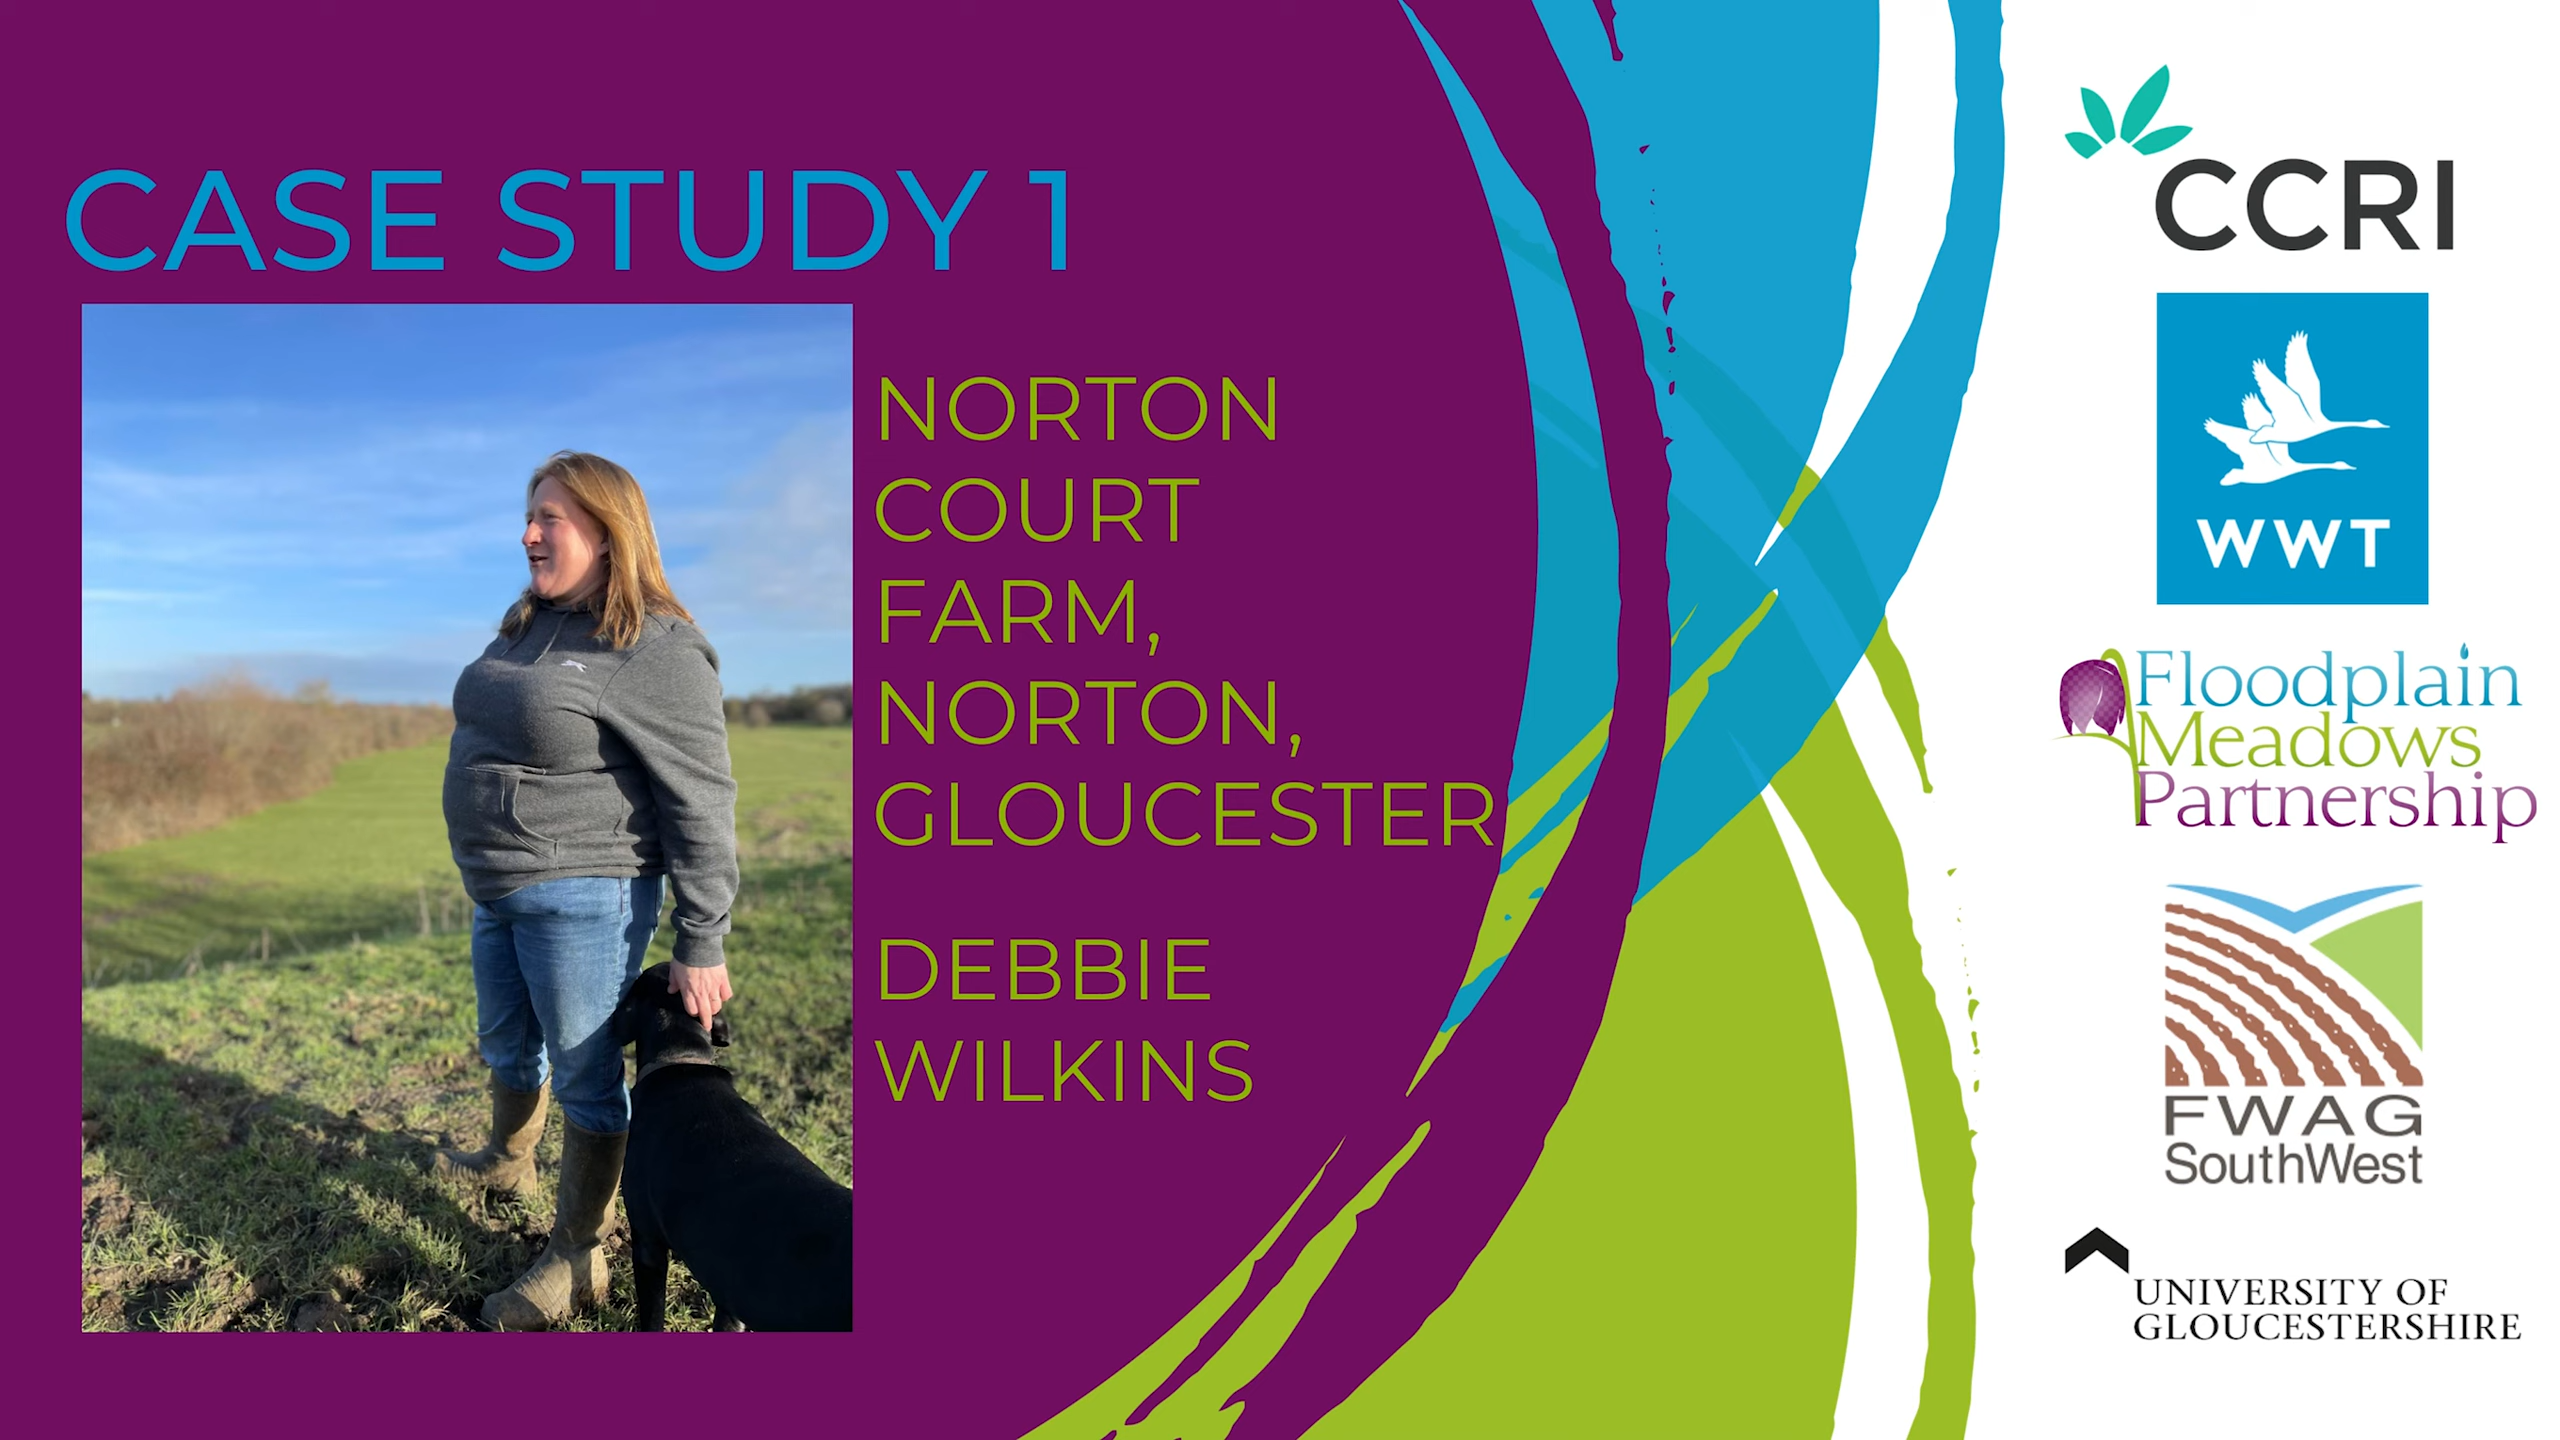 CASE STUDY 1
NORTON
COURT
FARM,
NORTON,
GLOUCESTER
DEBBIE
WILKINS
CCRI
WWT
Floodplain
Meadows
Partnership
FWAG
SouthWest
UNIVERSITY OF
GLOUCESTERSHIRE